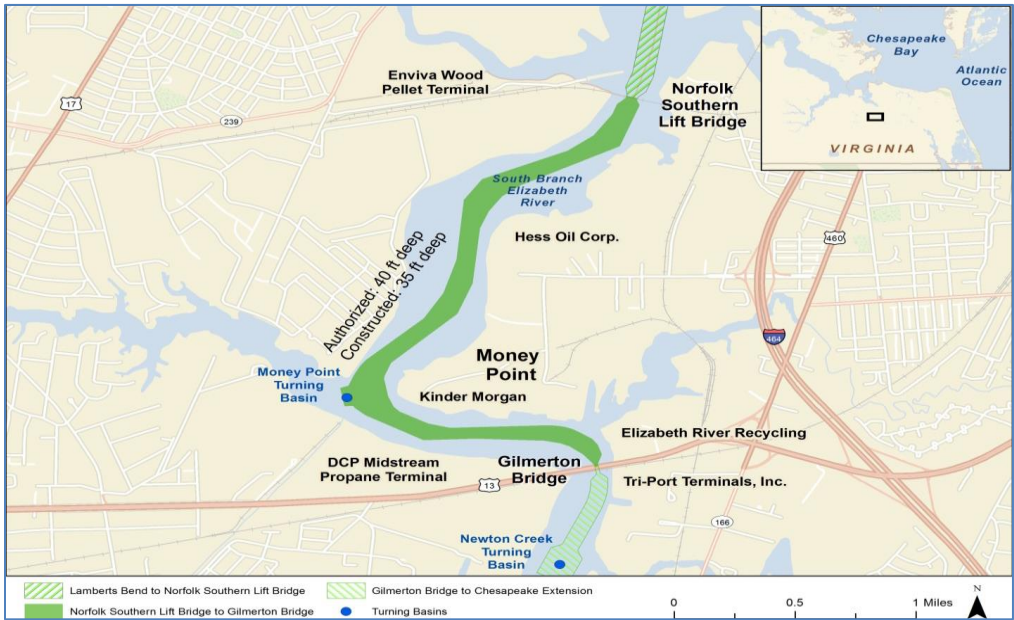 Enviva Wood
Pellet Terminal
Norfolk
Southern
Lift Bridge
Chesapeake
Bay
Atlantic
Ocean
VIRGINIA
17
239
South Branch
Elizabeth
River
Hess Oil Corp.
460
Authorized: 40 ft deep
Constructed: 35 ft deep
464
Money Point
Turning
Basin
Money
Point
Kinder Morgan
Elizabeth River Recycling
DCP Midstream
Propane Terminal
Gilmerton
Bridge
13
Tri-Port Terminals, Inc.
166
Newton Creek
Turning
Basin
Lamberts Bend to Norfolk Southern Lift Bridge
Gilmerton Bridge to Chesapeake Extension
Norfolk Southern Lift Bridge to Gilmerton Bridge
Turning Basins
0 0.5 1 Miles
N